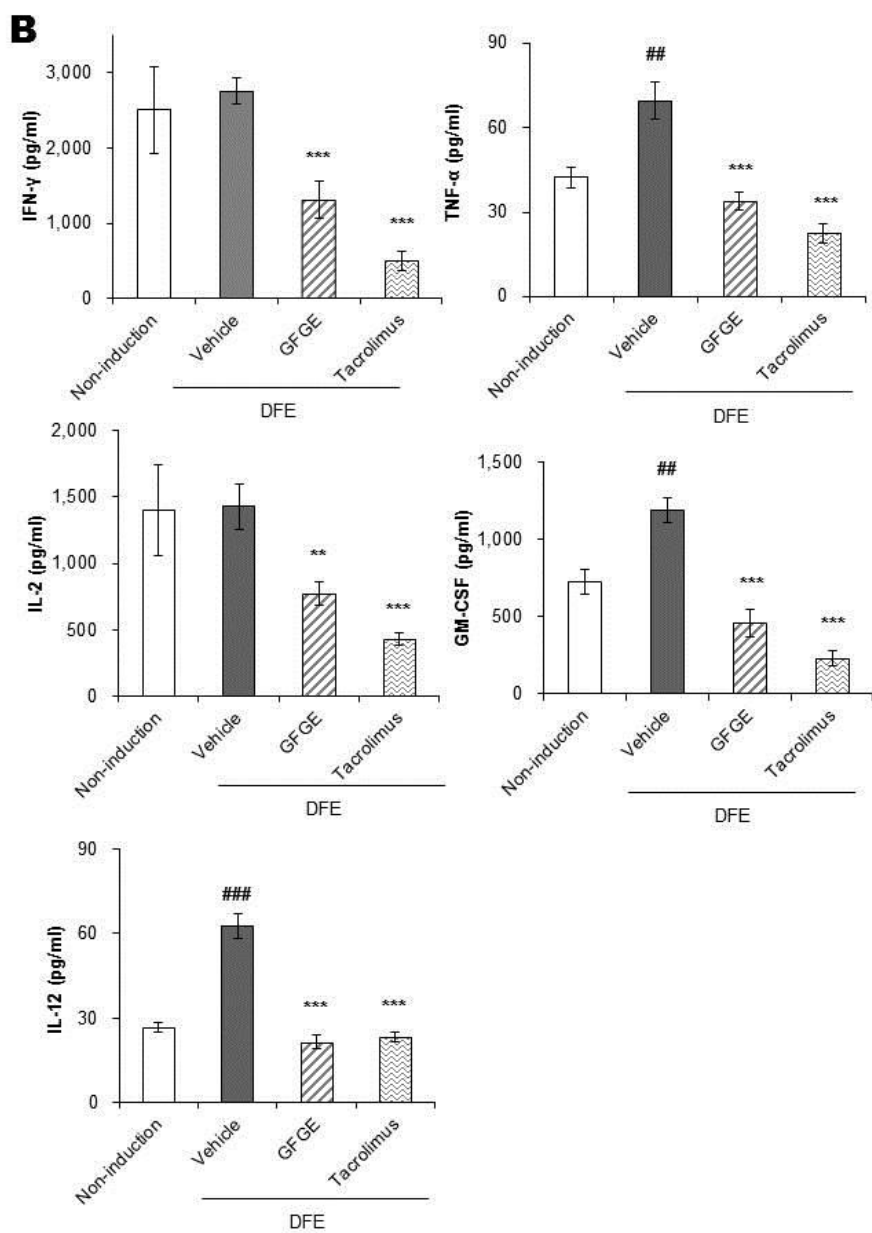 B
IFN-γ (pg/ml)
3,000
2,000
1,000
0
***
***
Non-induction
Vehicle
GFGE
Tacrolimus
DFE
TNF-α (pg/ml)
90
60
30
0
##
***
***
Non-induction
Vehicle
GFGE
Tacrolimus
DFE
IL-2 (pg/ml)
2,000
1,500
1,000
500
0
**
***
Non-induction
Vehicle
GFGE
Tacrolimus
DFE
GM-CSF (pg/ml)
1,500
1,000
500
0
##
***
***
Non-induction
Vehicle
GFGE
Tacrolimus
DFE
IL-12 (pg/ml)
90
60
30
0
###
***
***
Non-induction
Vehicle
GFGE
Tacrolimus
DFE